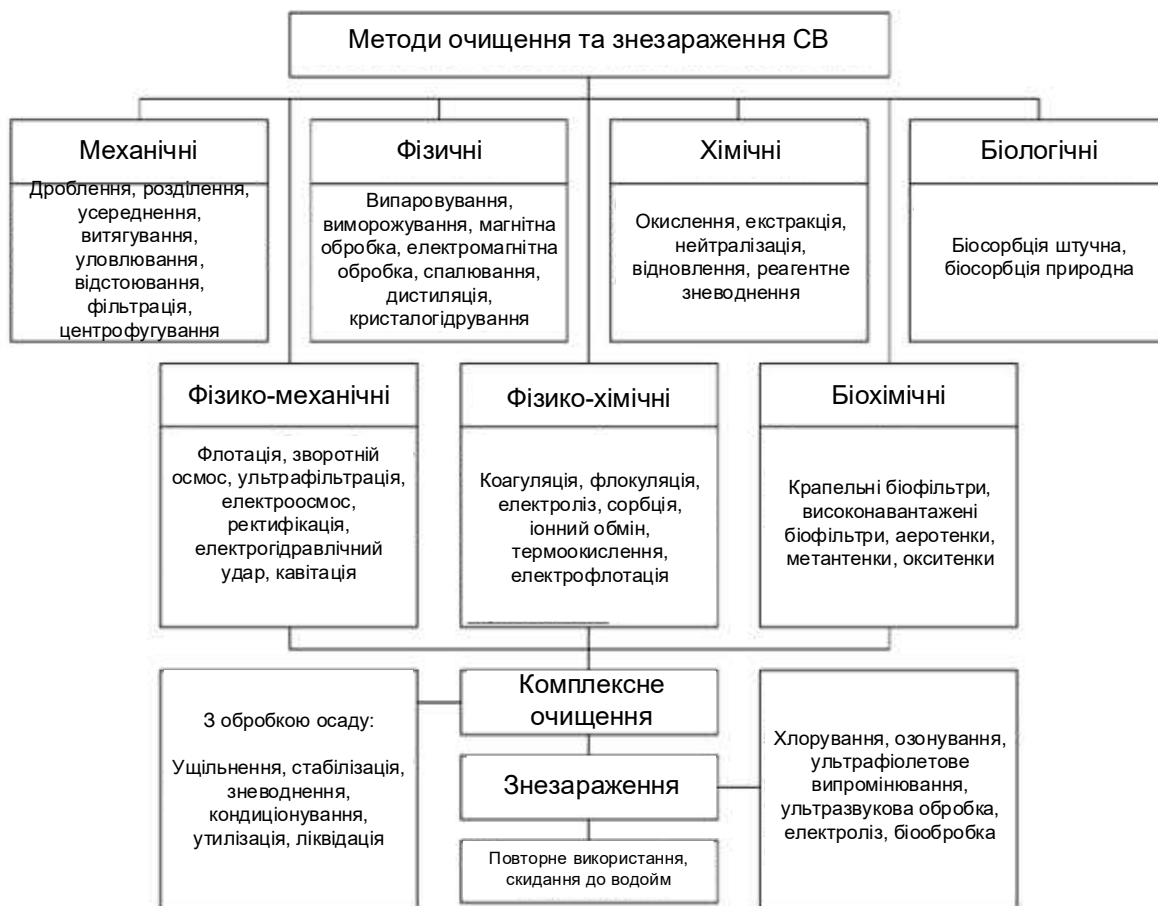 Методи очищення та знезараження СВ
Механічні
Дроблення, розділення,
усереднення,
витягування,
уловлювання,
відстоювання,
фільтрація,
центрофугування
Фізичні
Випаровування,
виморожування, магнітна
обробка, електромагнітна
обробка, спалювання,
дистиляція,
кристалогідрування
Хімічні
Окислення, екстракція,
нейтралізація,
відновлення, реагентне
зневоднення
Біологічні
Біосорбція штучна,
біосорбція природна
Фізико-механічні
Флотація, зворотній
осмос, ультрафільтрація,
електроосмос,
ректифікація,
електрогідравлічний
удар, кавітація
Фізико-хімічні
Коагуляція, флокуляція,
електроліз, сорбція,
іонний обмін,
термоокислення,
електрофлотація
Біохімічні
Крапельні біофільтри,
високонавантажені
біофільтри, аеротенки,
метантенки, окситенки
З обробкою осаду:
Ущільнення, стабілізація,
зневоднення,
кондиціонування,
утилізація, ліквідація
Комплексне
очищення
Знезараження
Повторне використання,
скидання до водойм
Хлорування, озонування,
ультрафіолетове
випромінювання,
ультразвукова обробка,
електроліз, біообробка